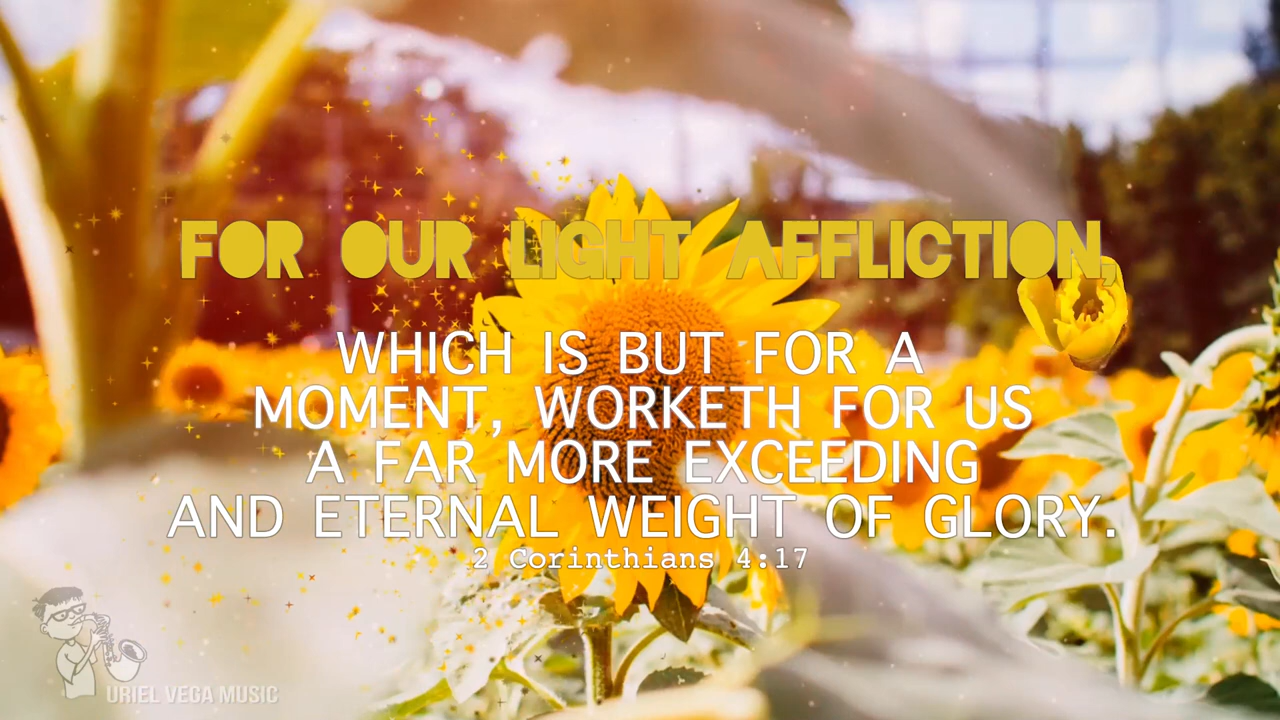 FOR OUR LIGHT AFFLICTION,
WHICH IS BUT FOR A
MOMENT, WORKETH FOR US
A FAR MORE EXCEEDING
AND ETERNAL WEIGHT OF GLORY.
2 Corinthians 4:17
URIEL VEGA MUSIC